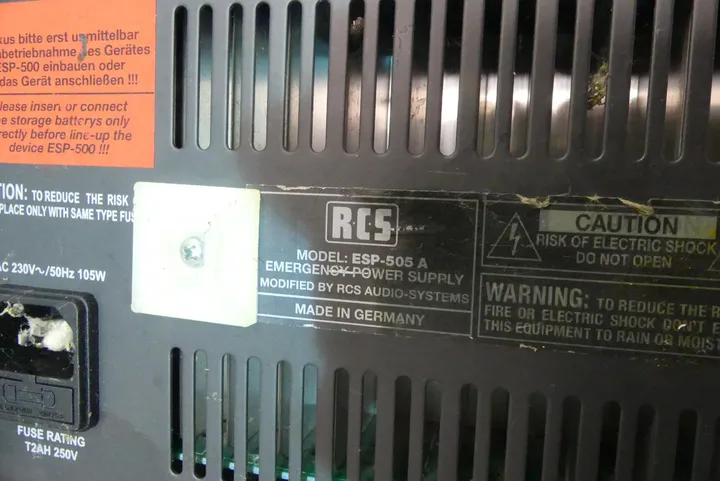 kus bitte erst unmittelbar
nbetriebnahme des Gerätes
ESP-500 einbauen oder
das Gerät anschließen !!!
lease insert or connect
e storage batterys only
rectly before line-up the
device ESP-500 !!!
TION: TO REDUCE THE RISK
PLACE ONLY WITH SAME TYPE FUS
AC 230V~/50Hz 105W
FUSE RATING
T2AH 250V
RCS
MODEL: ESP-505 A
EMERGENCY POWER SUPPLY
MODIFIED BY RCS AUDIO-SYSTEMS
MADE IN GERMANY
CAUTION
RISK OF ELECTRIC SHOCK
DO NOT OPEN
WARNING: TO REDUCE THE R
FIRE OR ELECTRIC SHOCK DON'T
THIS EQUIPMENT TO RAIN OR MOIST